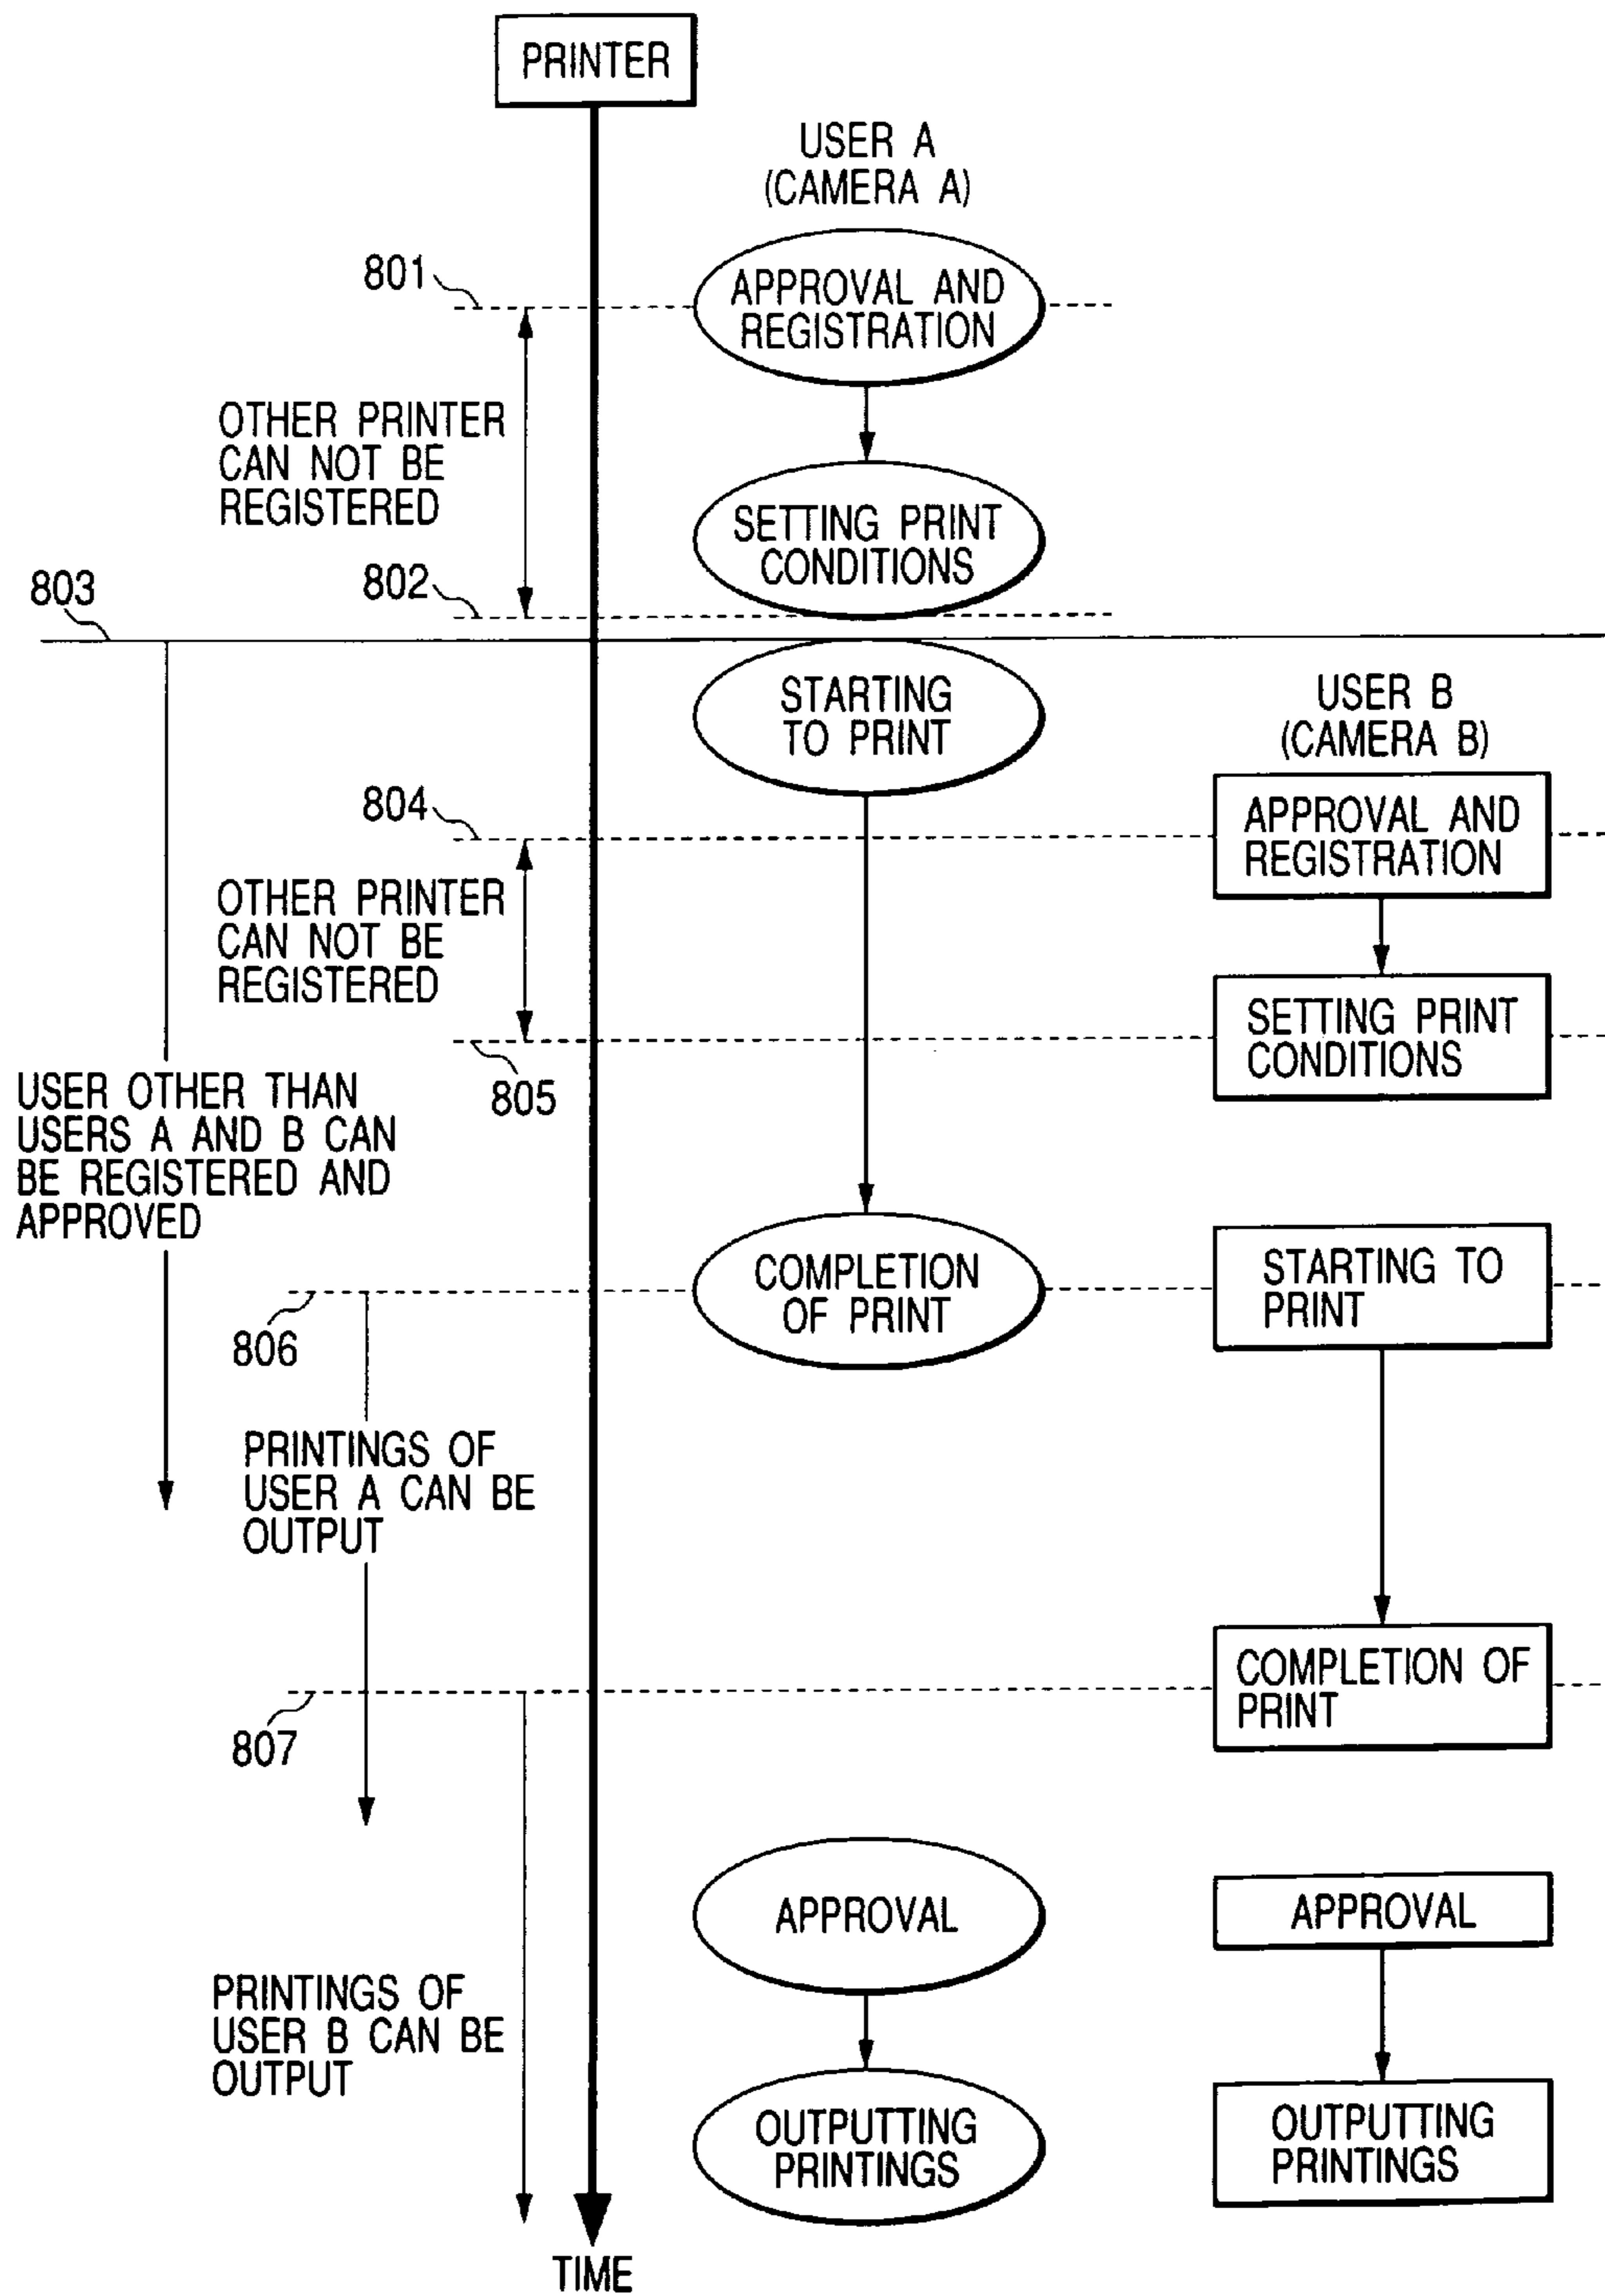 PRINTER
USER A
(CAMERA A)
801
APPROVAL AND
REGISTRATION
OTHER PRINTER
CAN NOT BE
REGISTERED
SETTING PRINT
CONDITIONS
802
803
STARTING
TO PRINT
USER B
(CAMERA B)
804
APPROVAL AND
REGISTRATION
OTHER PRINTER
CAN NOT BE
REGISTERED
SETTING PRINT
CONDITIONS
805
USER OTHER THAN
USERS A AND B CAN
BE REGISTERED AND
APPROVED
COMPLETION
OF PRINT
STARTING TO
PRINT
806
PRINTINGS OF
USER A CAN BE
OUTPUT
COMPLETION OF
PRINT
807
APPROVAL
APPROVAL
PRINTINGS OF
USER B CAN BE
OUTPUT
OUTPUTTING
PRINTINGS
OUTPUTTING
PRINTINGS
TIME